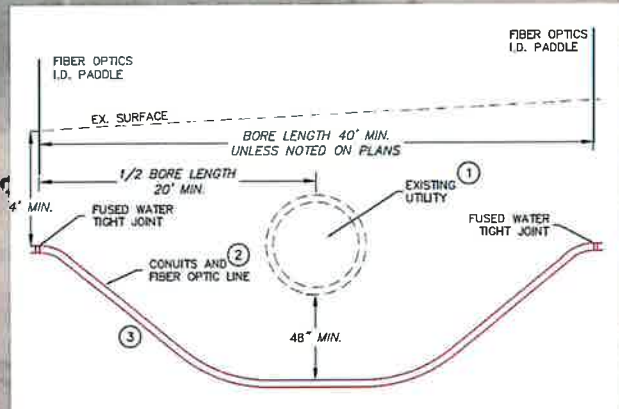 FIBER OPTICS
I.D. PADDLE
FIBER OPTICS
I.D. PADDLE
EX. SURFACE
BORE LENGTH 40' MIN.
UNLESS NOTED ON PLANS
1/2 BORE LENGTH
20' MIN.
EXISTING
UTILITY
1
4' MIN.
FUSED WATER
TIGHT JOINT
FUSED WATER
TIGHT JOINT
CONUITS AND
FIBER OPTIC LINE
2
3
48" MIN.